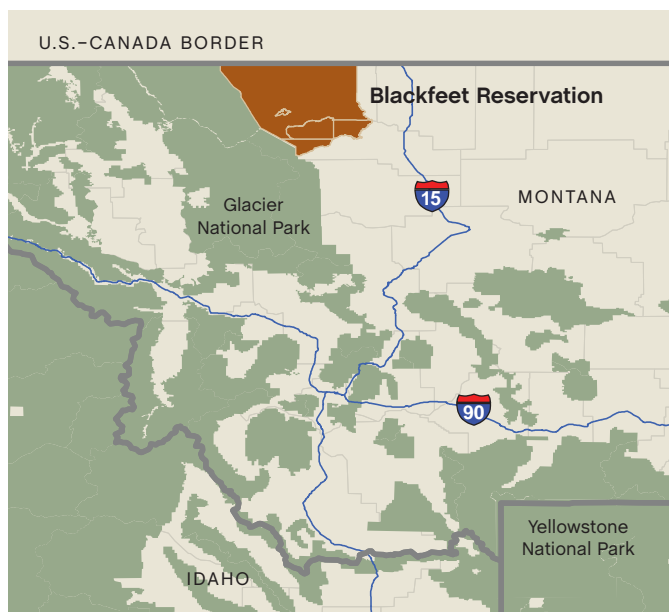 U.S.–CANADA BORDER
Blackfeet Reservation
15
MONTANA
Glacier
National Park
90
Yellowstone
National Park
IDAHO